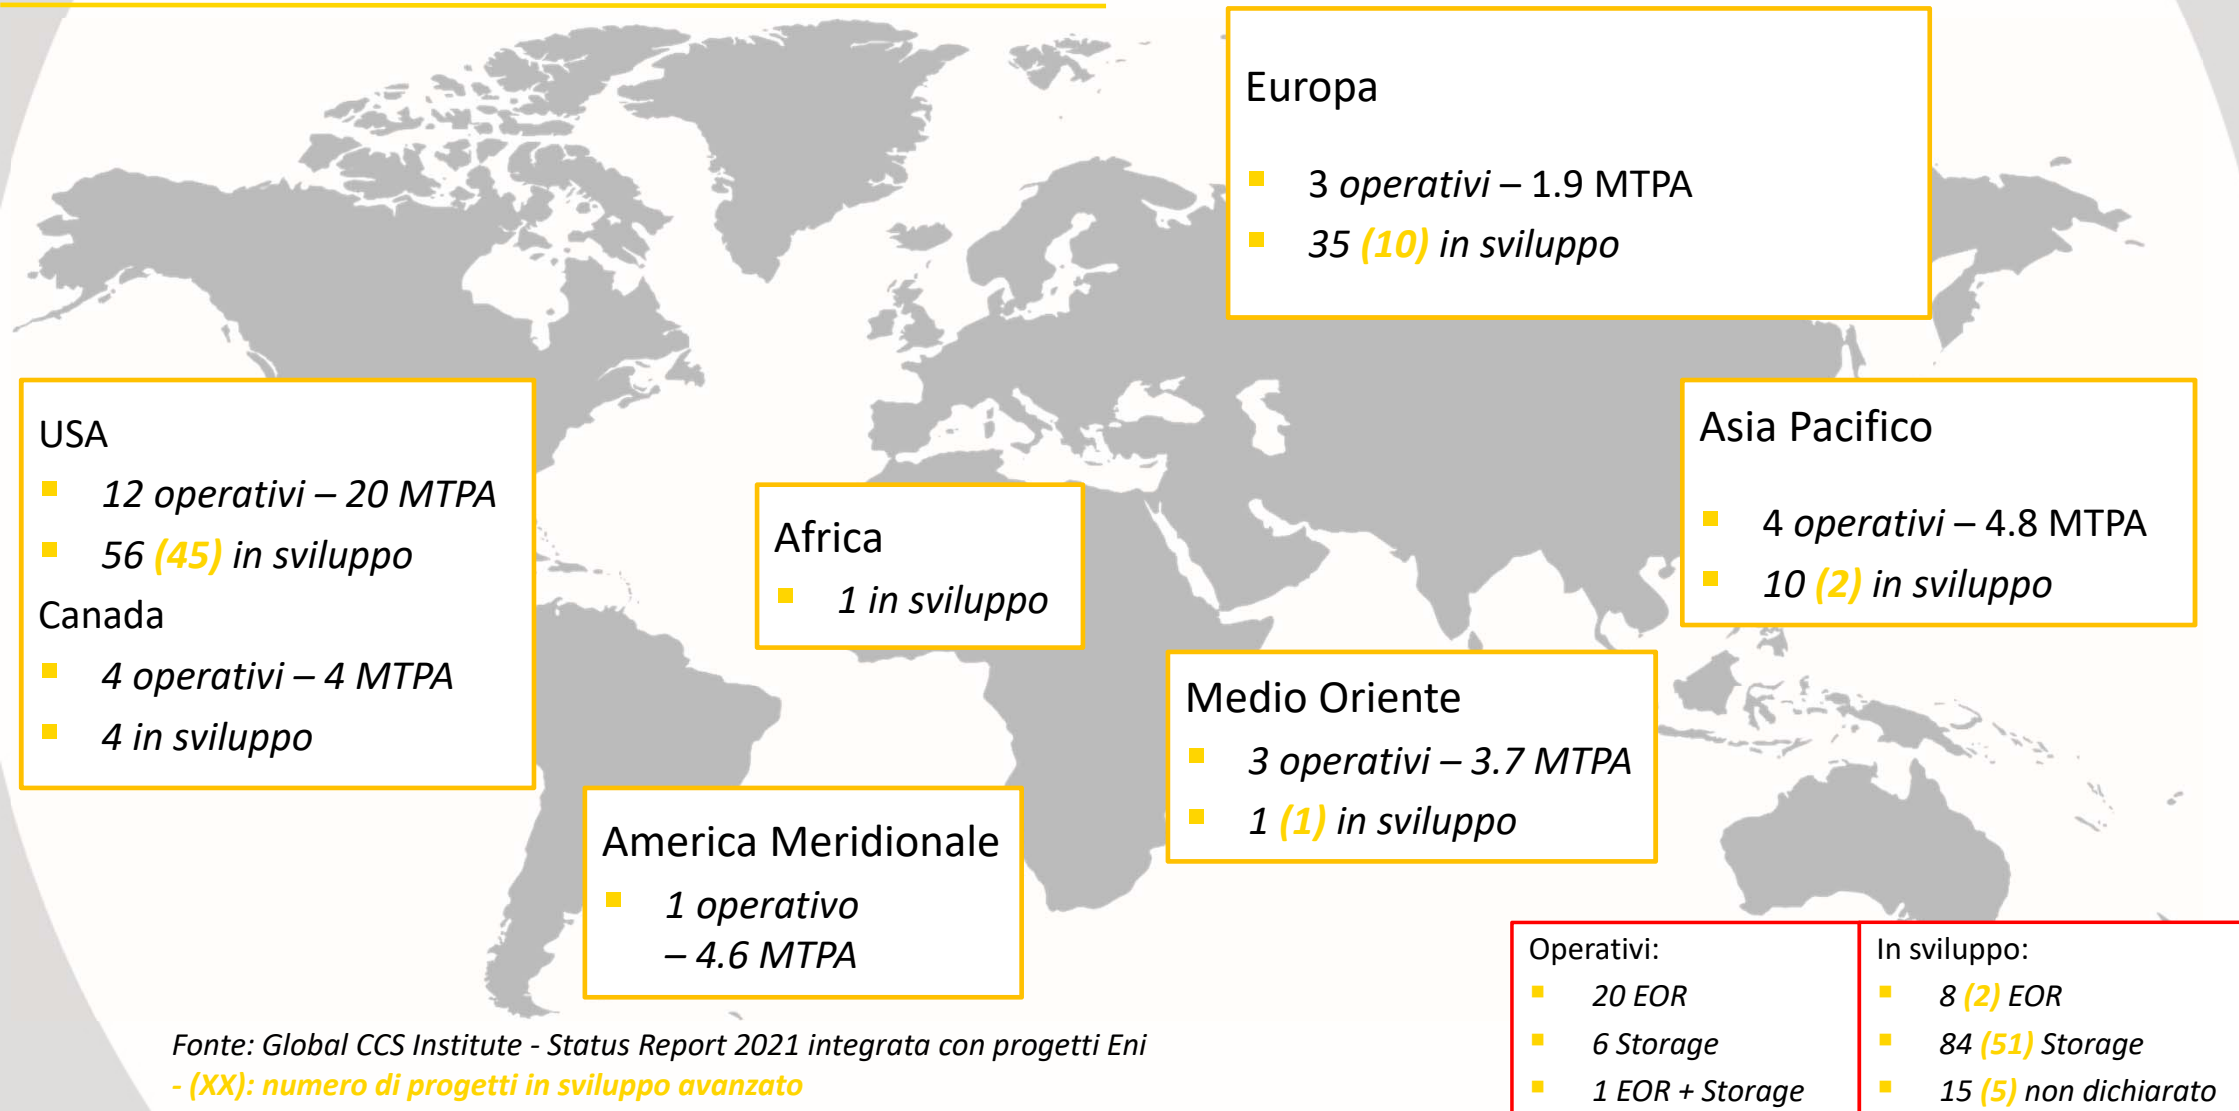 Europa
3 operativi – 1.9 MTPA
35 (10) in sviluppo
USA
12 operativi – 20 MTPA
56 (45) in sviluppo
Canada
4 operativi – 4 MTPA
4 in sviluppo
Africa
1 in sviluppo
Asia Pacifico
4 operativi – 4.8 MTPA
10 (2) in sviluppo
Medio Oriente
3 operativi – 3.7 MTPA
1 (1) in sviluppo
America Meridionale
1 operativo
– 4.6 MTPA
Operativi:
20 EOR
6 Storage
1 EOR + Storage
In sviluppo:
8 (2) EOR
84 (51) Storage
15 (5) non dichiarato
Fonte: Global CCS Institute - Status Report 2021 integrata con progetti Eni
- (XX): numero di progetti in sviluppo avanzato